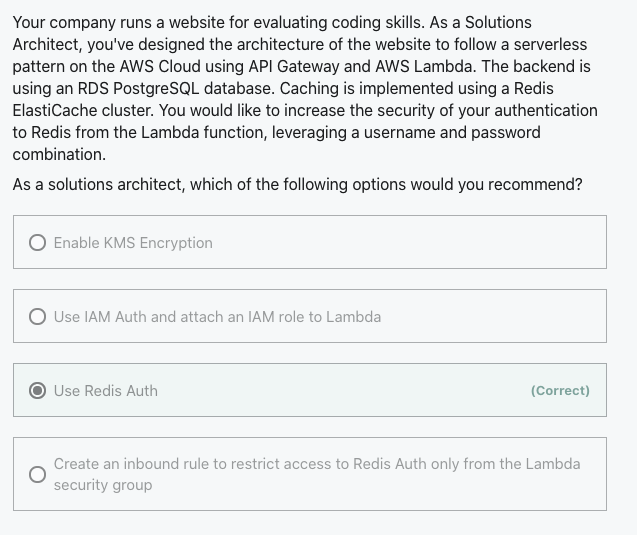 Your company runs a website for evaluating coding skills. As a Solutions
Architect, you've designed the architecture of the website to follow a serverless
pattern on the AWS Cloud using API Gateway and AWS Lambda. The backend is
using an RDS PostgreSQL database. Caching is implemented using a Redis
ElastiCache cluster. You would like to increase the security of your authentication
to Redis from the Lambda function, leveraging a username and password
combination.
As a solutions architect, which of the following options would you recommend?
Enable KMS Encryption
Use IAM Auth and attach an IAM role to Lambda
Use Redis Auth (Correct)
Create an inbound rule to restrict access to Redis Auth only from the Lambda
security group